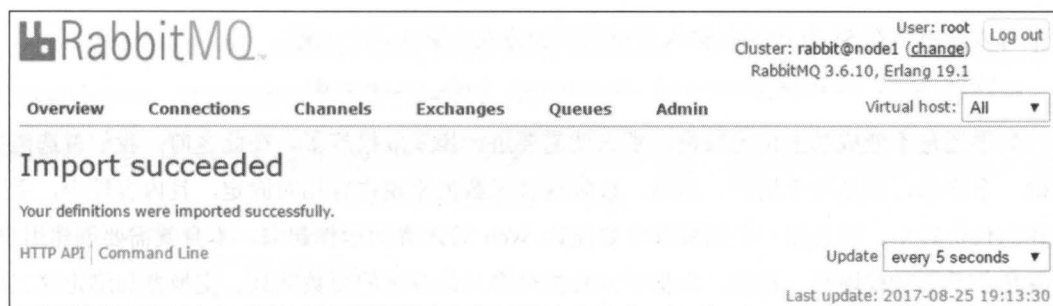 RabbitMQ
User: root
Log out
Cluster: rabbit@node1 (change)
RabbitMQ 3.6.10, Erlang 19.1
Overview Connections Channels Exchanges Queues Admin Virtual host: All
Import succeeded
Your definitions were imported successfully.
HTTP API Command Line
Update every 5 seconds
Last update: 2017-08-25 19:13:30